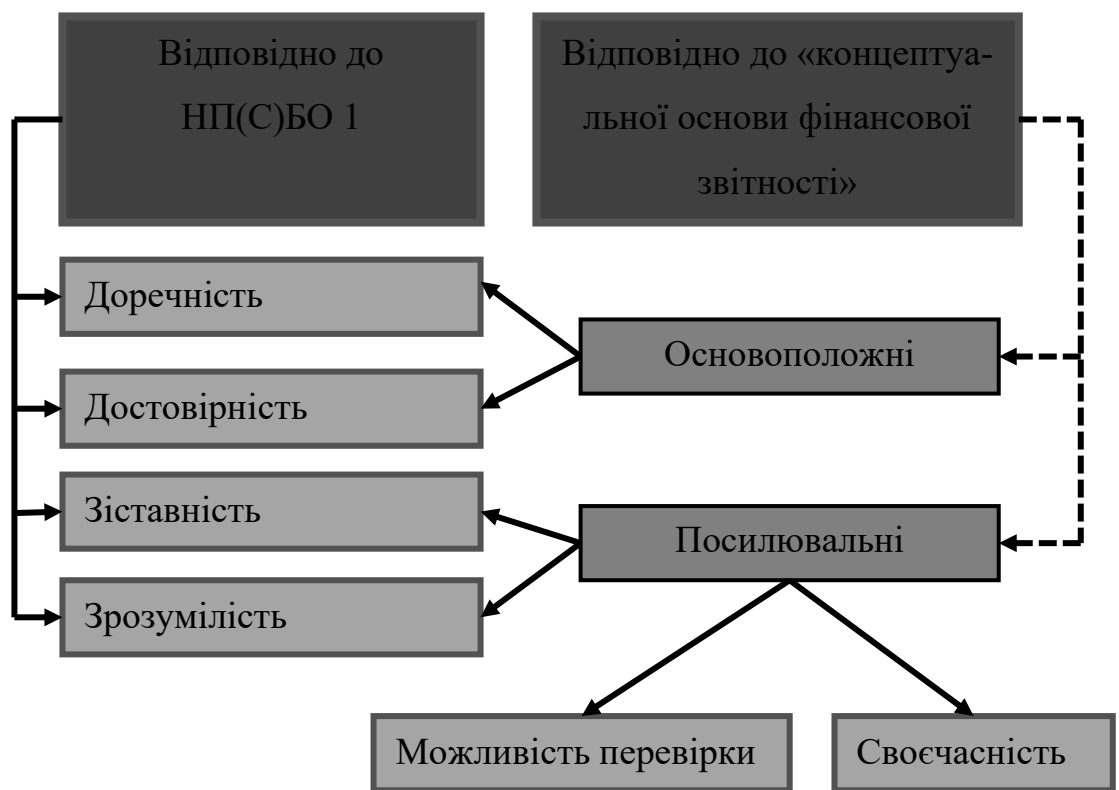 Відповідно до
НП(С)БО 1
Відповідно до «концептуа-
льної основи фінансової
звітності»
Доречність
Достовірність
Зіставність
Зрозумілість
Основоположні
Посилювальні
Можливість перевірки
Своєчасність